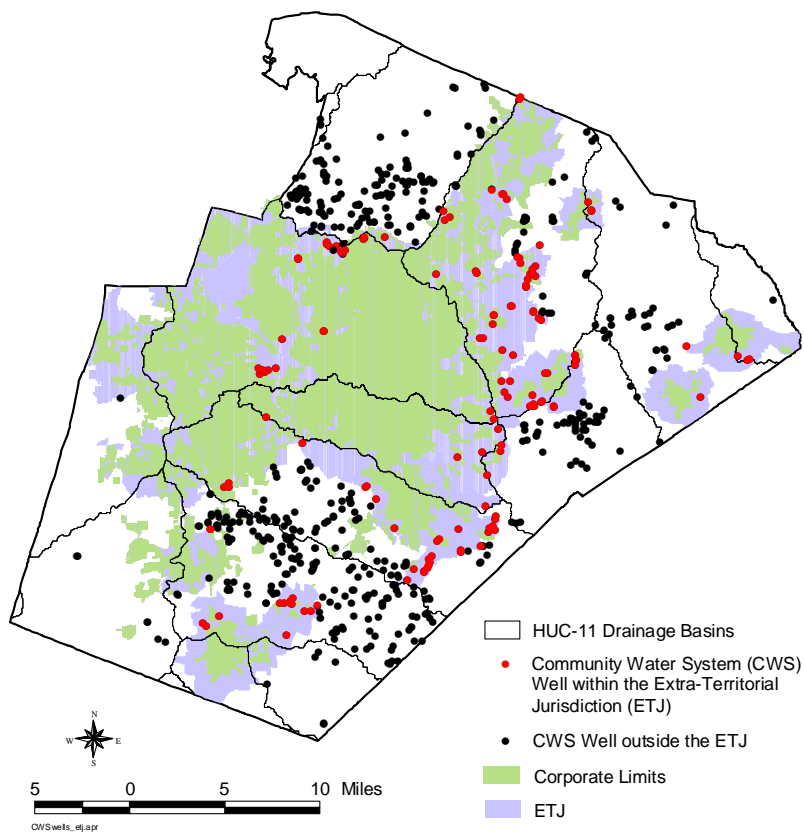 HUC-11 Drainage Basins
Community Water System (CWS)
Well within the Extra-Territorial
Jurisdiction (ETJ)
CWS Well outside the ETJ
Corporate Limits
ETJ
N
W E
S
5 0 5 10 Miles
CWSwells_etj.apr